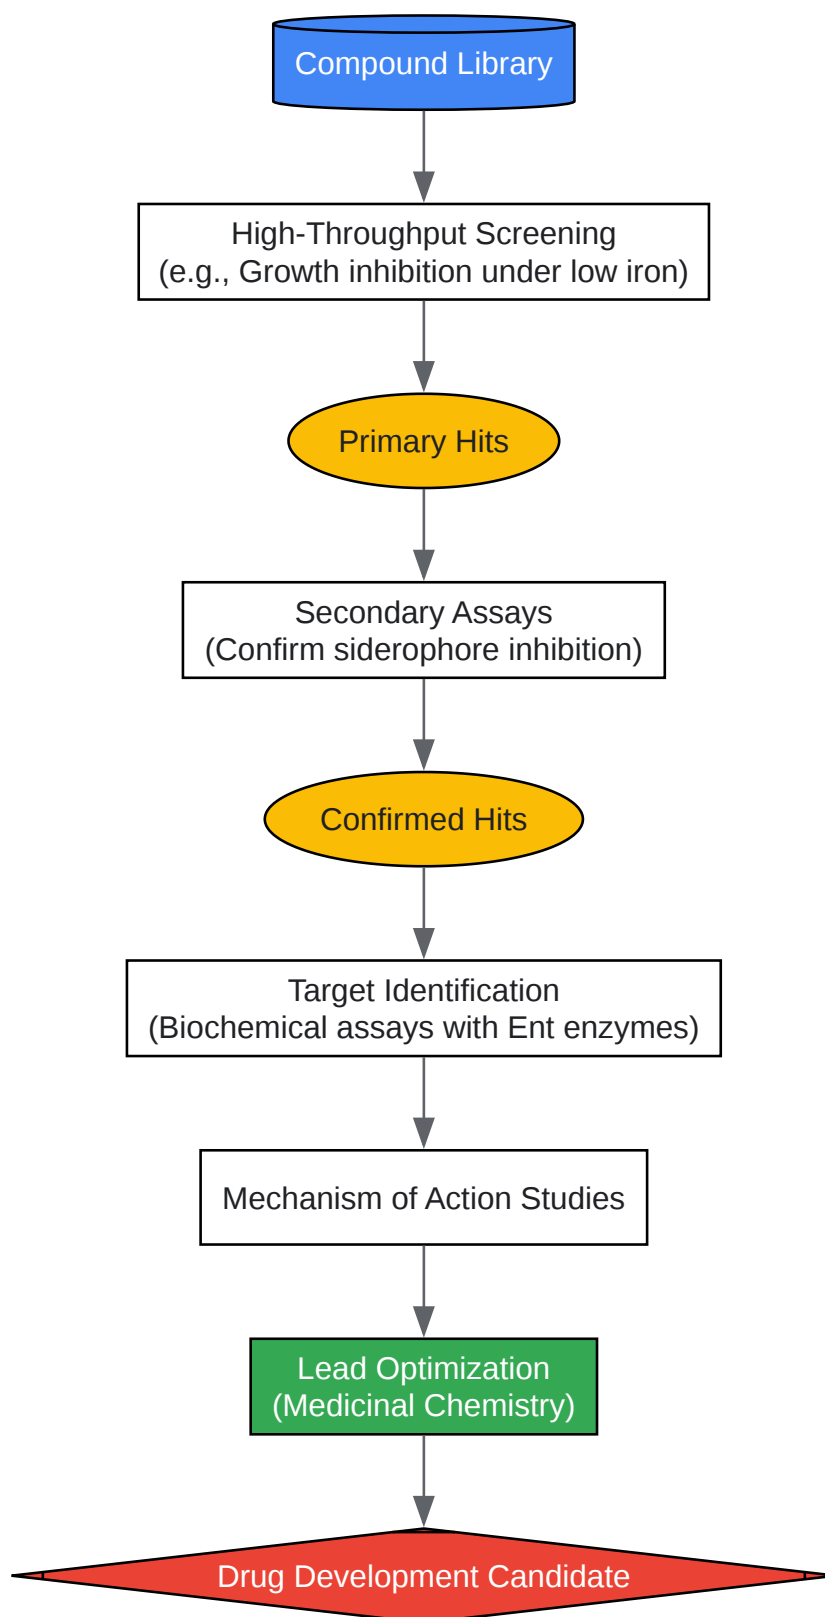 Compound Library
High-Throughput Screening
(e.g., Growth inhibition under low iron)
Primary Hits
Secondary Assays
(Confirm siderophore inhibition)
Confirmed Hits
Target Identification
(Biochemical assays with Ent enzymes)
Mechanism of Action Studies
Lead Optimization
(Medicinal Chemistry)
Drug Development Candidate